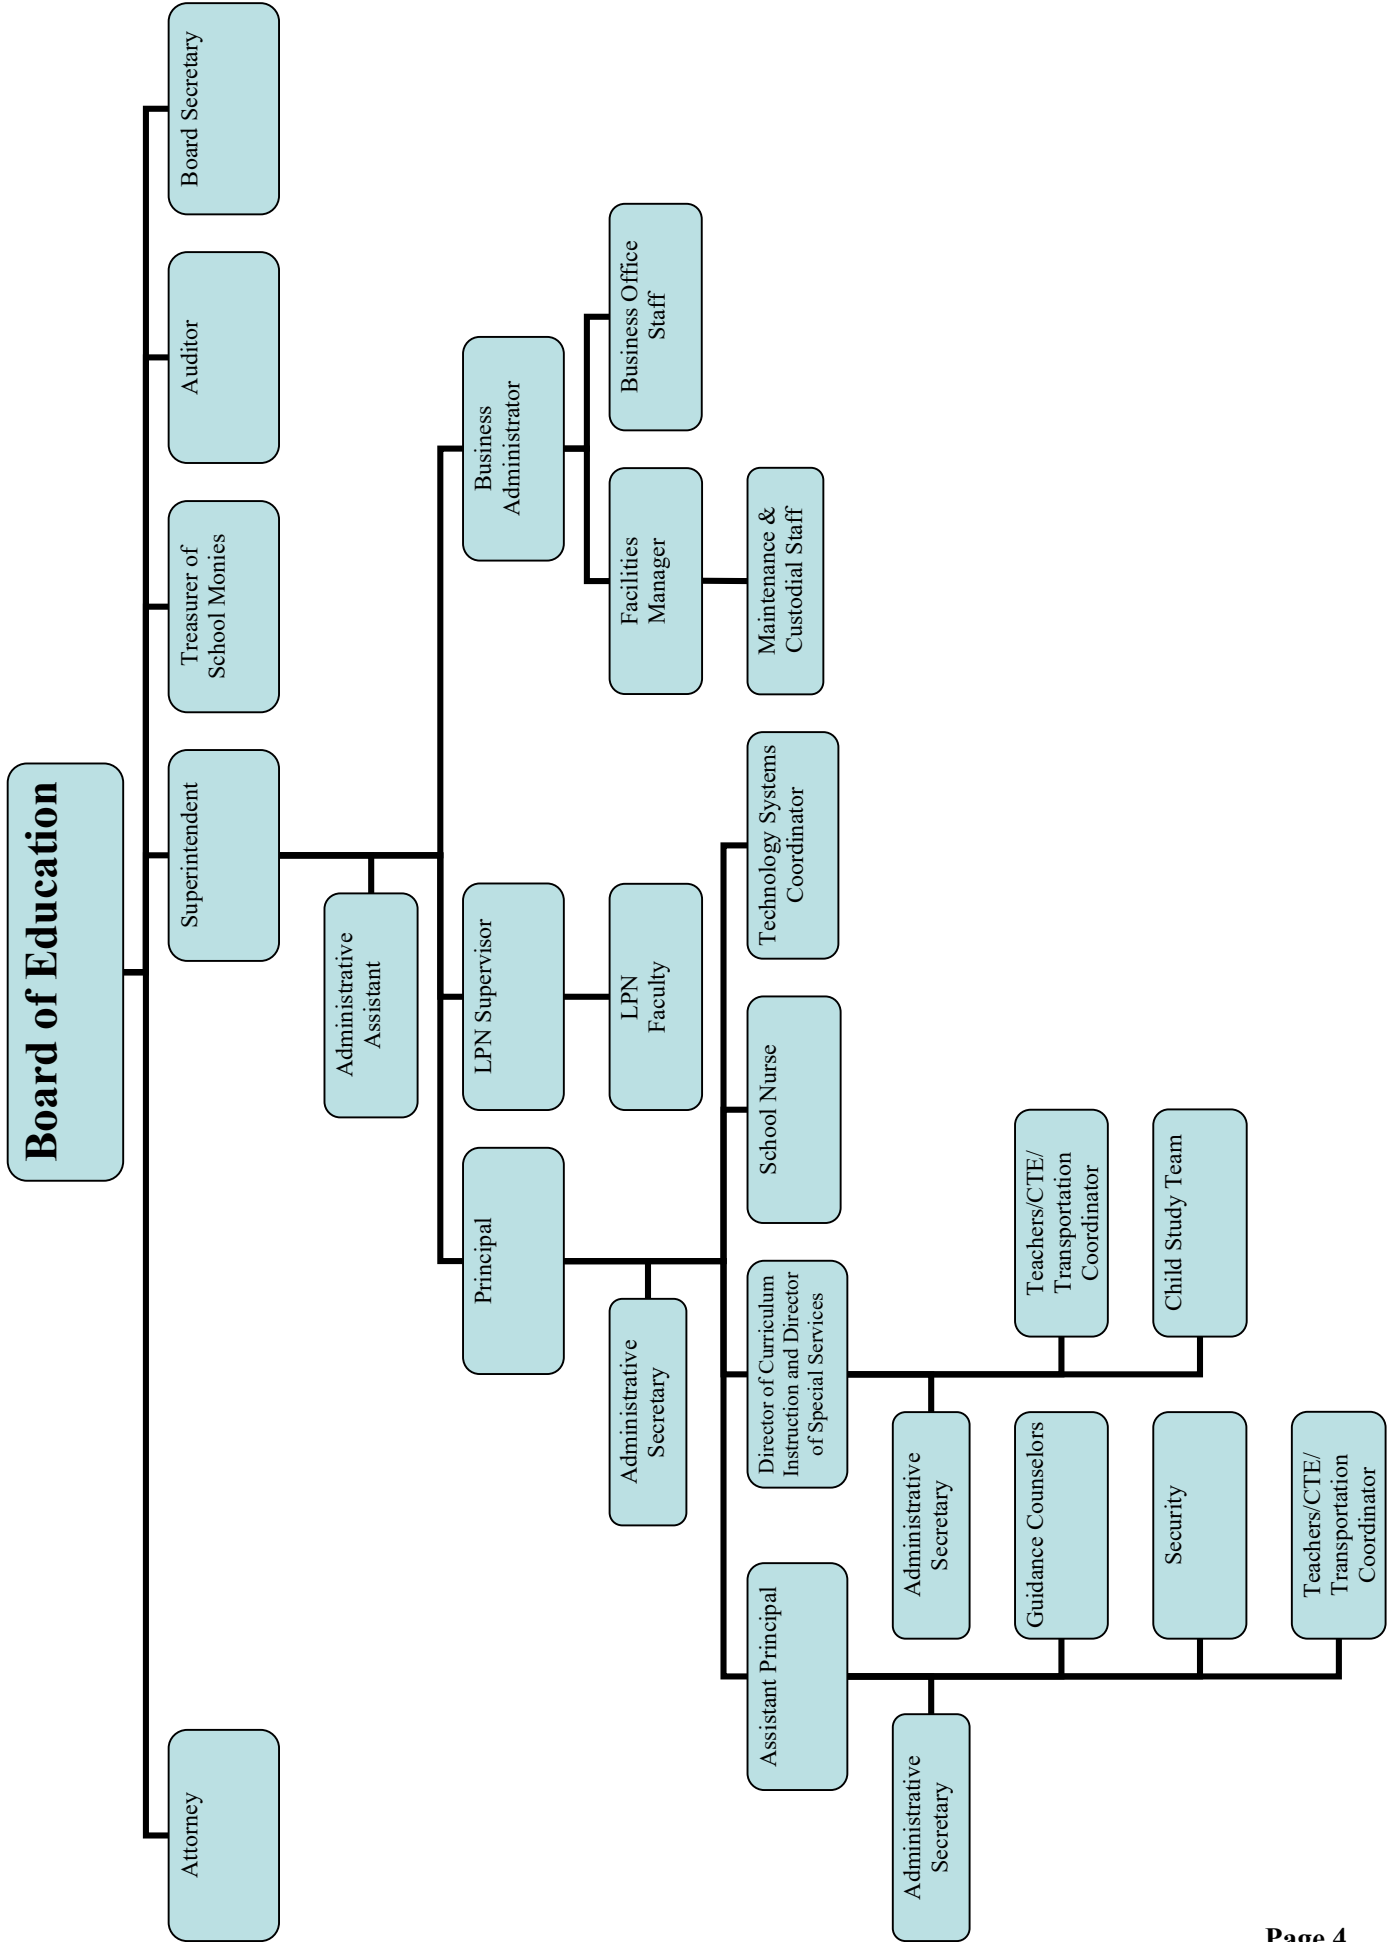 Board of Education
Attorney
Superintendent
Treasurer of
School Monies
Auditor
Board Secretary
Administrative
Assistant
Principal
LPN Supervisor
Business
Administrator
Administrative
Secretary
LPN
Faculty
Facilities
Manager
Business Office
Staff
Assistant Principal
Director of Curriculum
Instruction and Director
of Special Services
School Nurse
Technology Systems
Coordinator
Maintenance &
Custodial Staff
Administrative
Secretary
Administrative
Secretary
Guidance Counselors
Teachers/CTE/
Transportation
Coordinator
Security
Child Study Team
Teachers/CTE/
Transportation
Coordinator
Page 4